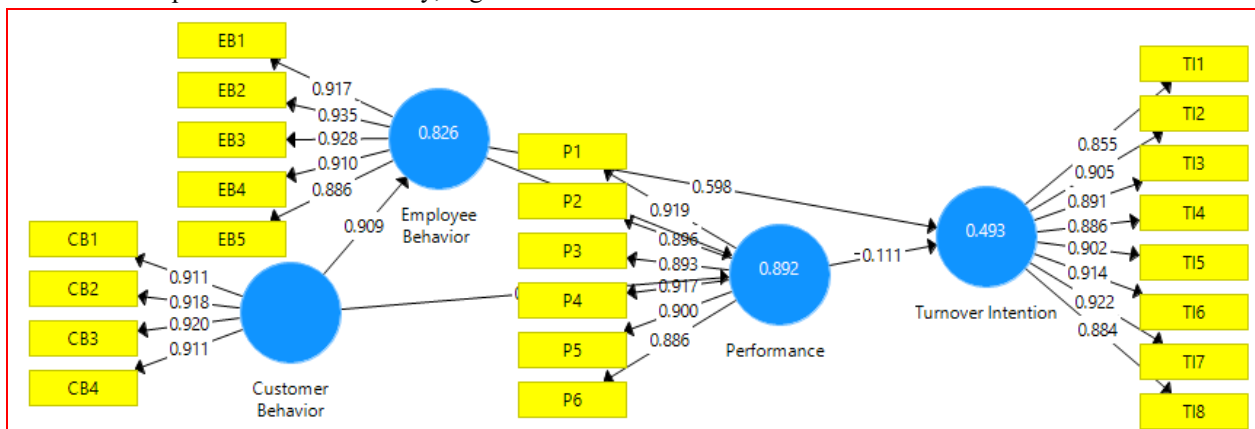 EB1
EB2
EB3
EB4
EB5
0.917
0.935
0.928
0.910
0.886
0.826
Employee
Behavior
0.909
CB1
CB2
CB3
CB4
0.911
0.918
0.920
0.911
Customer
Behavior
P1
P2
P3
P4
P5
P6
0.919
0.896
0.893
0.917
0.900
0.886
0.892
Performance
0.598
0.111
0.493
Turnover Intention
0.855
0.905
0.891
0.886
0.902
0.914
0.922
0.884
TI1
TI2
TI3
TI4
TI5
TI6
TI7
TI8